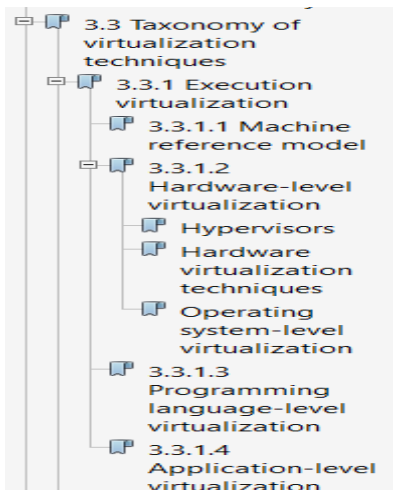 3.3 Taxonomy of
virtualization
techniques
3.3.1 Execution
virtualization
3.3.1.1 Machine
reference model
3.3.1.2
Hardware-level
virtualization
Hypervisors
Hardware
virtualization
techniques
Operating
system-level
virtualization
3.3.1.3
Programming
language-level
virtualization
3.3.1.4
Application-level
virtualization